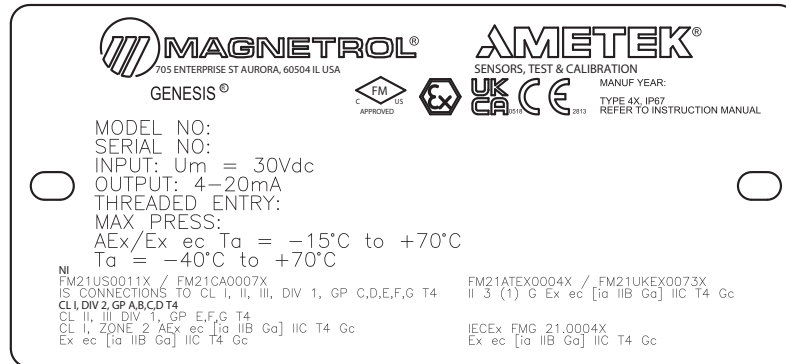 MAGNETROL®
705 ENTERPRISE ST AURORA, 60504 IL USA
GENESIS ®
AMETEK®
SENSORS, TEST & CALIBRATION
C FM US
APPROVED
Ex
UK
CA 0518
CE 2813
MANUF YEAR:
TYPE 4X, IP67
REFER TO INSTRUCTION MANUAL
MODEL NO:
SERIAL NO:
INPUT: Um = 30Vdc
OUTPUT: 4-20mA
THREADED ENTRY:
MAX PRESS:
AEx/Ex ec Ta = -15°C to +70°C
Ta = -40°C to +70°C
NI
FM21US0011X / FM21CA0007X
IS CONNECTIONS TO CL I, II, III, DIV 1, GP C,D,E,F,G T4
CL I, DIV 2, GP A,B,C,D T4
CL II, III DIV 1, GP E,F,G T4
CL I, ZONE 2 AEx ec [ia IIB Ga] IIC T4 Gc
Ex ec [ia IIB Ga] IIC T4 Gc
FM21ATEX0004X / FM21UKEX0073X
II 3 (1) G Ex ec [ia IIB Ga] IIC T4 Gc
IECEx FMG 21.0004X
Ex ec [ia IIB Ga] IIC T4 Gc